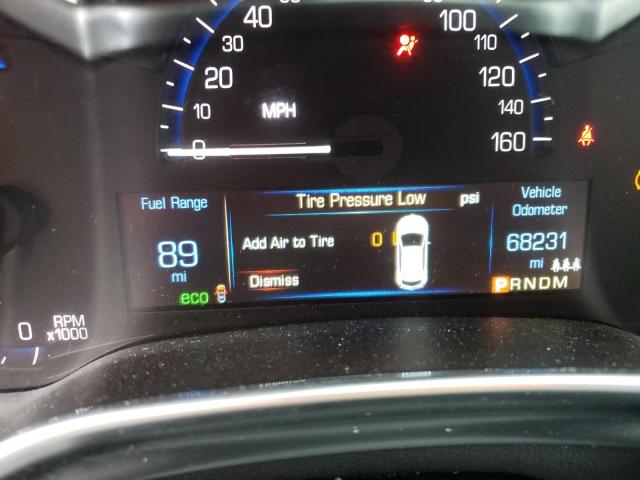 40
100
30
110
20
120
10
MPH
140
0
160
Fuel Range
Tire Pressure Low psi
Vehicle
Odometer
89
mi
Add Air to Tire 0
68231
mi
eco
Dismiss
PRNDM
0 RPM
x1000